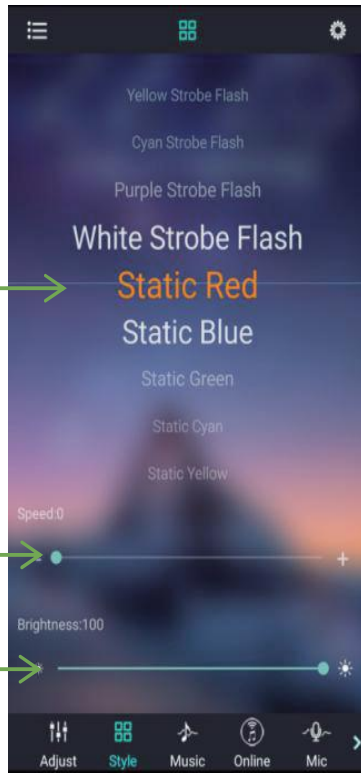 Yellow Strobe Flash
Cyan Strobe Flash
Purple Strobe Flash
White Strobe Flash
Static Red
Static Blue
Static Green
Static Cyan
Static Yellow
Speed:0
- +
Brightness:100
Adjust Style Music Online Mic